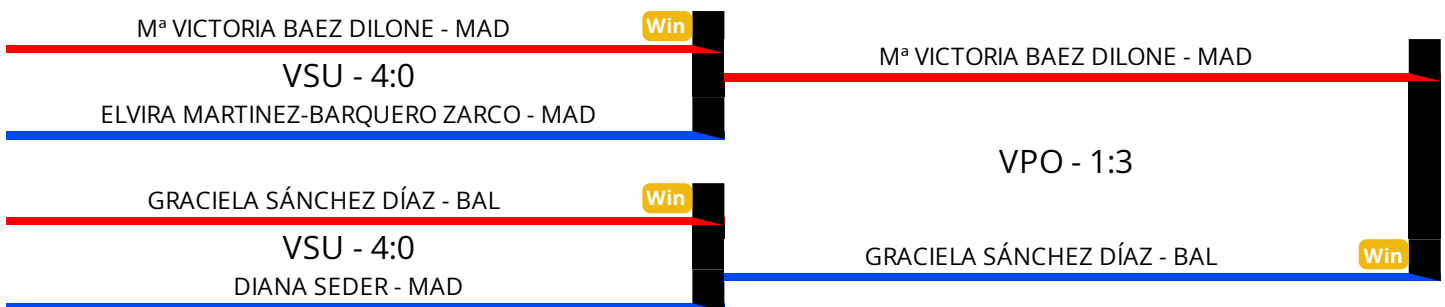 Mª VICTORIA BAEZ DILONE - MAD
Win
VSU - 4:0
ELVIRA MARTINEZ-BARQUERO ZARCO - MAD
GRACIELA SÁNCHEZ DÍAZ - BAL
Win
VSU - 4:0
DIANA SEDER - MAD
Mª VICTORIA BAEZ DILONE - MAD
VPO - 1:3
GRACIELA SÁNCHEZ DÍAZ - BAL
Win